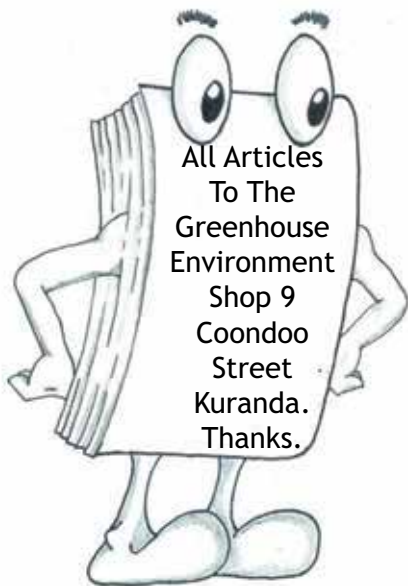 All Articles
To The
Greenhouse
Environment
Shop 9
Coondoo
Street
Kuranda.
Thanks.